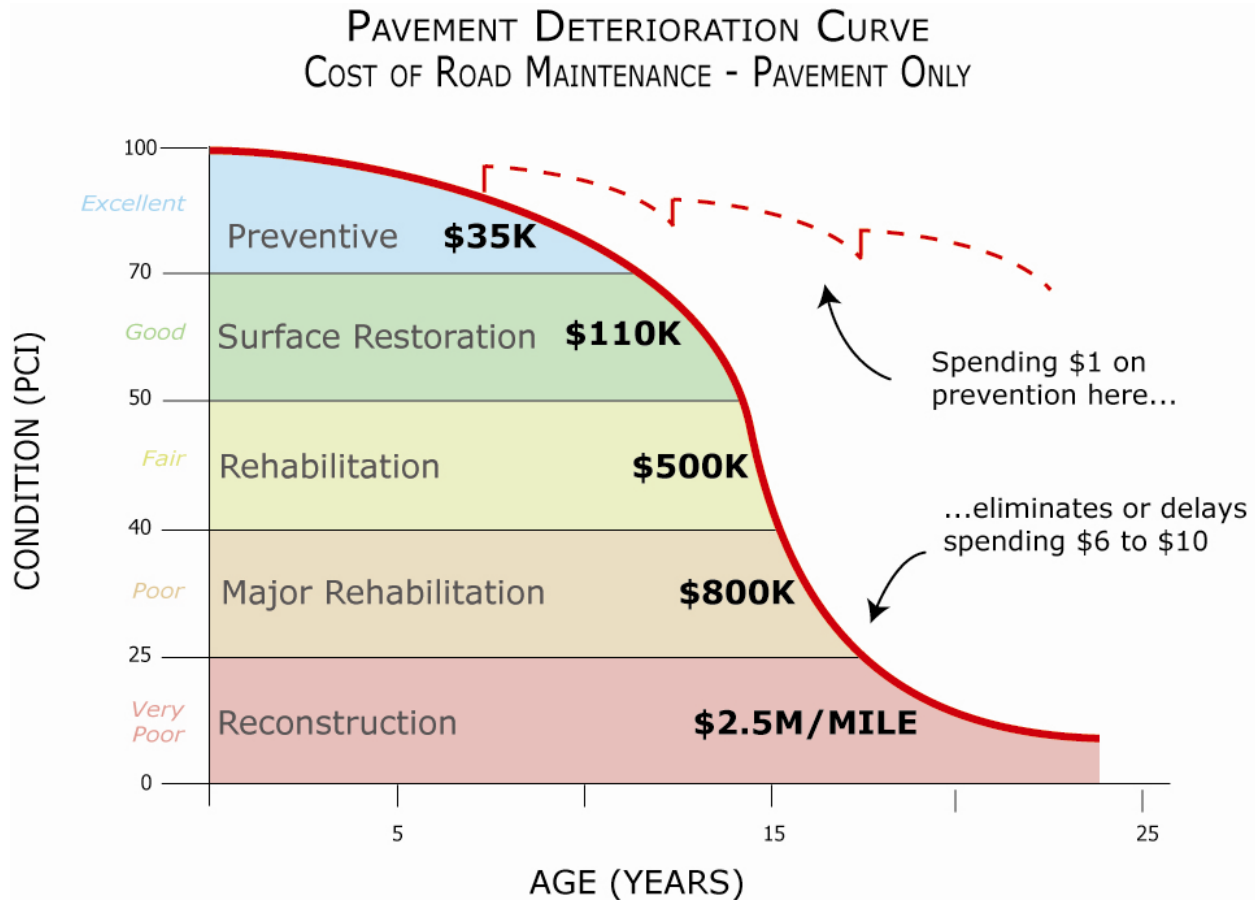 PAVEMENT DETERIORATION CURVE
COST OF ROAD MAINTENANCE - PAVEMENT ONLY
CONDITION (PCI)
100
Excellent
Preventive $35K
70
Good
Surface Restoration $110K
50
Fair
Rehabilitation $500K
40
Poor
Major Rehabilitation $800K
25
Very
Poor
Reconstruction $2.5M/MILE
0
Spending $1 on
prevention here...
...eliminates or delays
spending $6 to $10
5 15 25
AGE (YEARS)